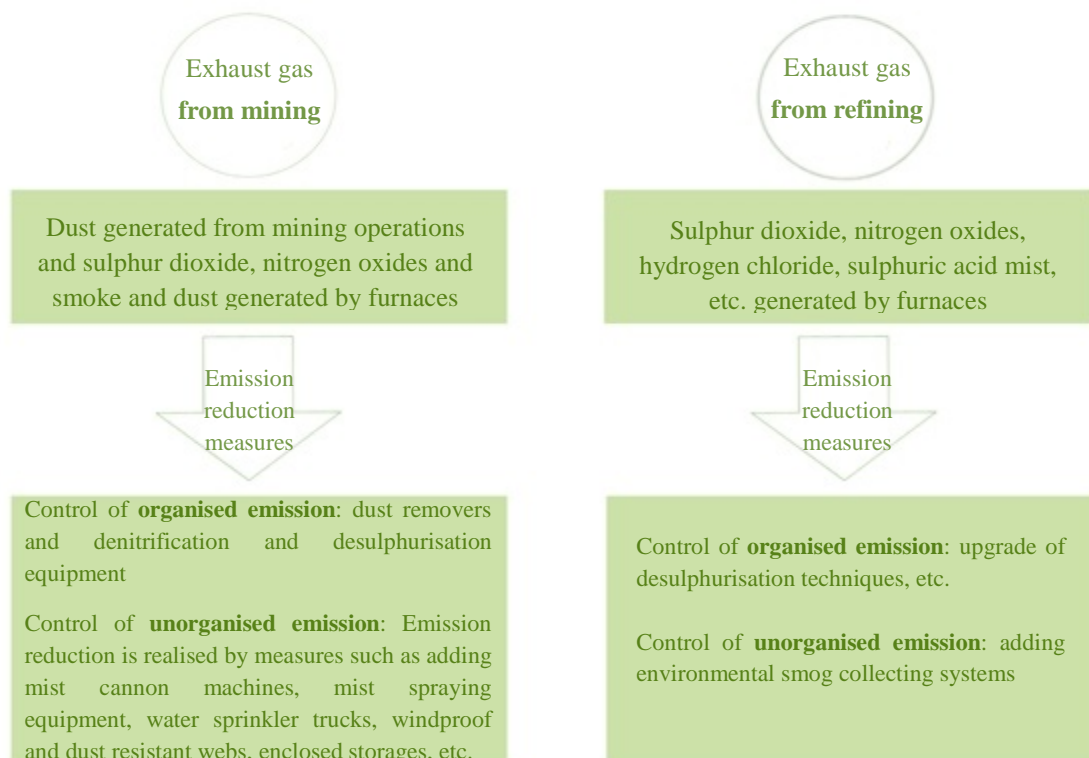 Exhaust gas
from mining
Dust generated from mining operations
and sulphur dioxide, nitrogen oxides and
smoke and dust generated by furnaces
Emission
reduction
measures
Control of organised emission: dust removers
and denitrification and desulphurisation
equipment
Control of unorganised emission: Emission
reduction is realised by measures such as adding
mist cannon machines, mist spraying
equipment, water sprinkler trucks, windproof
and dust resistant webs, enclosed storages, etc.
Exhaust gas
from refining
Sulphur dioxide, nitrogen oxides,
hydrogen chloride, sulphuric acid mist,
etc. generated by furnaces
Emission
reduction
measures
Control of organised emission: upgrade of
desulphurisation techniques, etc.
Control of unorganised emission: adding
environmental smog collecting systems